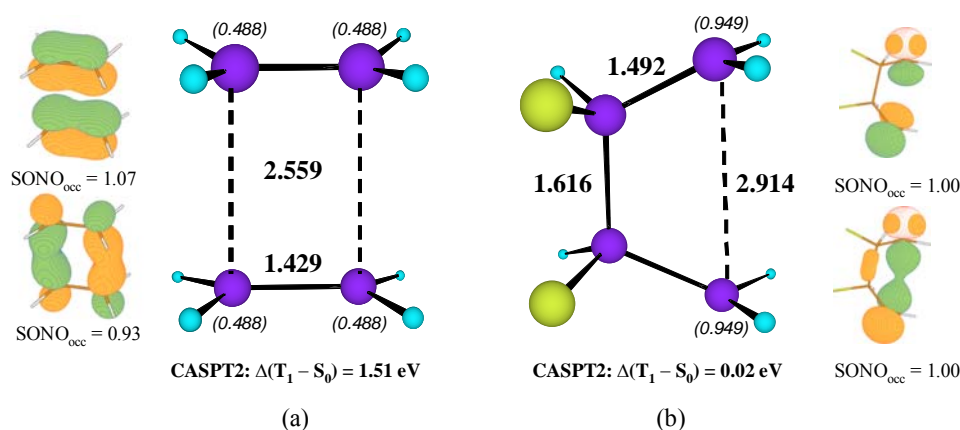 (0.488) (0.488)
2.559
1.429
(0.488) (0.488)
SONOocc = 1.07
SONOocc = 0.93
CASPT2: Δ(T1 – S0) = 1.51 eV
(a)
(0.949)
1.492
1.616 2.914
(0.949)
SONOocc = 1.00
SONOocc = 1.00
CASPT2: Δ(T1 – S0) = 0.02 eV
(b)